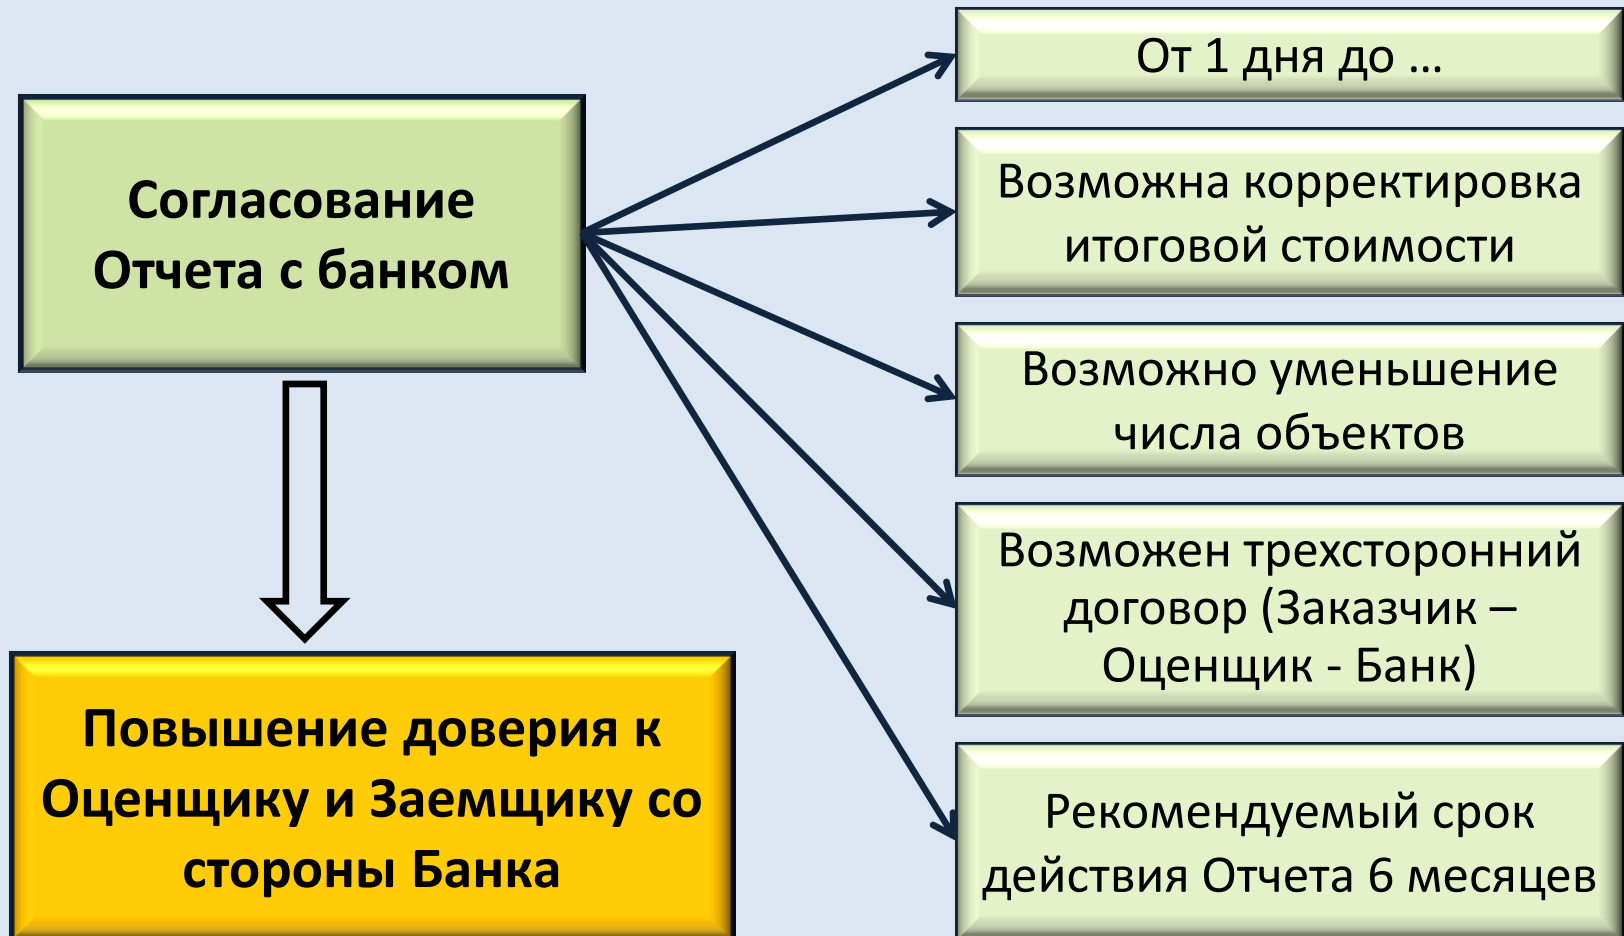 Согласование
Отчета с банком
Повышение доверия к
Оценщику и Заемщику со
стороны Банка
От 1 дня до ...
Возможна корректировка
итоговой стоимости
Возможно уменьшение
числа объектов
Возможен трехсторонний
договор (Заказчик –
Оценщик - Банк)
Рекомендуемый срок
действия Отчета 6 месяцев